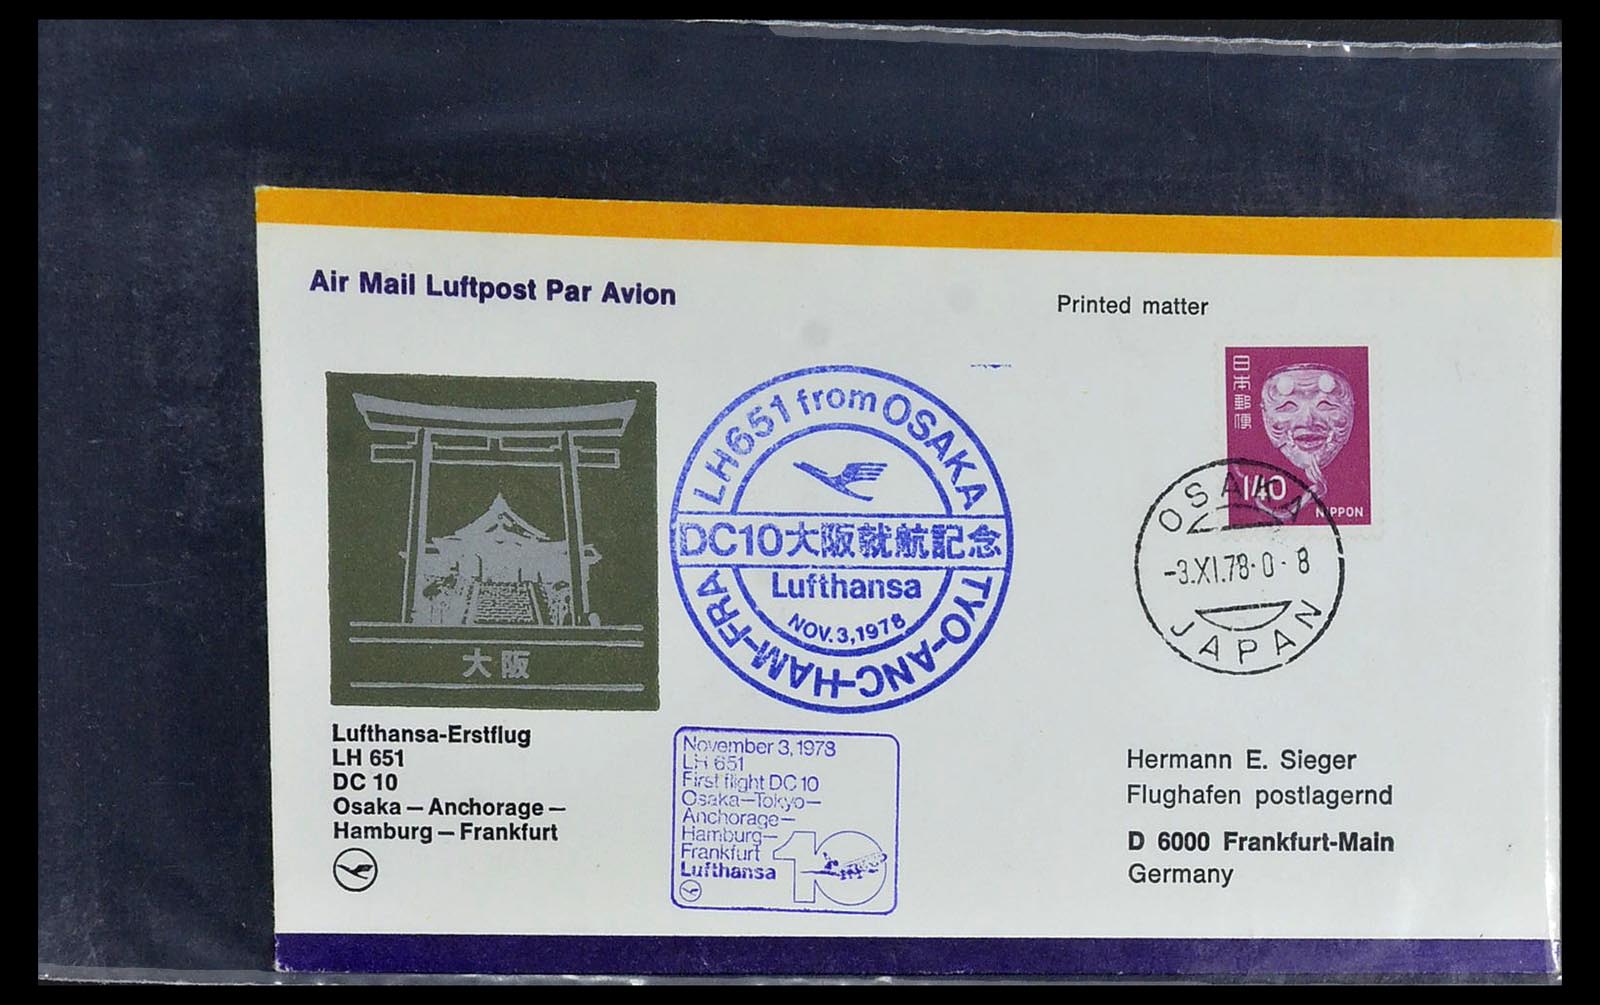 Air Mail Luftpost Par Avion
Printed matter
日本郵便
140
NIPPON
OSAKA
-3.XI.78·0-8
JAPAN
LH651 from OSAKA
DC10大阪就航記念
Lufthansa
NOV. 3, 1978
TYO-ANC-HAM-FRA
大阪
Lufthansa-Erstflug
LH 651
DC 10
Osaka – Anchorage –
Hamburg – Frankfurt
November 3, 1978
LH 651
First flight DC 10
Osaka–Tokyo–
Anchorage–
Hamburg–
Frankfurt
Lufthansa
10
Hermann E. Sieger
Flughafen postlagernd
D 6000 Frankfurt-Main
Germany